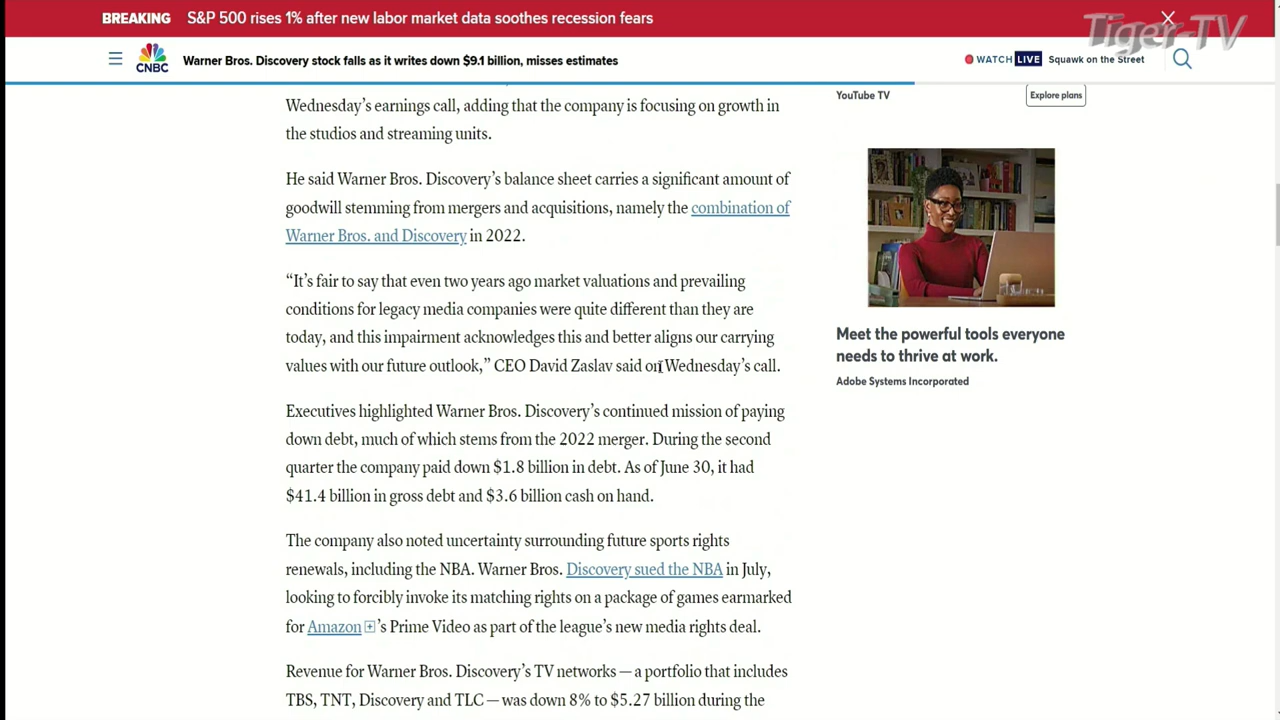 BREAKING S&P 500 rises 1% after new labor market data soothes recession fears
Tiger-TV
CNBC
Warner Bros. Discovery stock falls as it writes down $9.1 billion, misses estimates
WATCH LIVE Squawk on the Street
Wednesday’s earnings call, adding that the company is focusing on growth in
the studios and streaming units.
He said Warner Bros. Discovery’s balance sheet carries a significant amount of
goodwill stemming from mergers and acquisitions, namely the combination of
Warner Bros. and Discovery in 2022.
“It’s fair to say that even two years ago market valuations and prevailing
conditions for legacy media companies were quite different than they are
today, and this impairment acknowledges this and better aligns our carrying
values with our future outlook,” CEO David Zaslav said on Wednesday’s call.
Executives highlighted Warner Bros. Discovery’s continued mission of paying
down debt, much of which stems from the 2022 merger. During the second
quarter the company paid down $1.8 billion in debt. As of June 30, it had
$41.4 billion in gross debt and $3.6 billion cash on hand.
The company also noted uncertainty surrounding future sports rights
renewals, including the NBA. Warner Bros. Discovery sued the NBA in July,
looking to forcibly invoke its matching rights on a package of games earmarked
for Amazon’s Prime Video as part of the league’s new media rights deal.
Revenue for Warner Bros. Discovery’s TV networks — a portfolio that includes
TBS, TNT, Discovery and TLC — was down 8% to $5.27 billion during the
YouTube TV
Explore plans
Meet the powerful tools everyone
needs to thrive at work.
Adobe Systems Incorporated